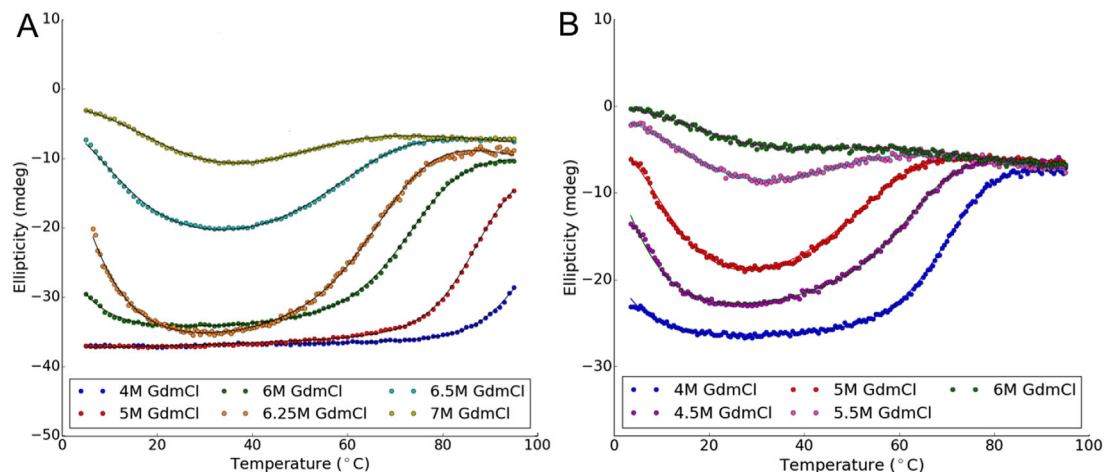 A
B
10
0
−10
−20
−30
−40
−50
Ellipticity (mdeg)
4M GdmCl 6M GdmCl 6.5M GdmCl
5M GdmCl 6.25M GdmCl 7M GdmCl
0 20 40 60 80 100
Temperature (°C)
10
0
−10
−20
−30
Ellipticity (mdeg)
4M GdmCl 5M GdmCl 6M GdmCl
4.5M GdmCl 5.5M GdmCl
0 20 40 60 80 100
Temperature (°C)